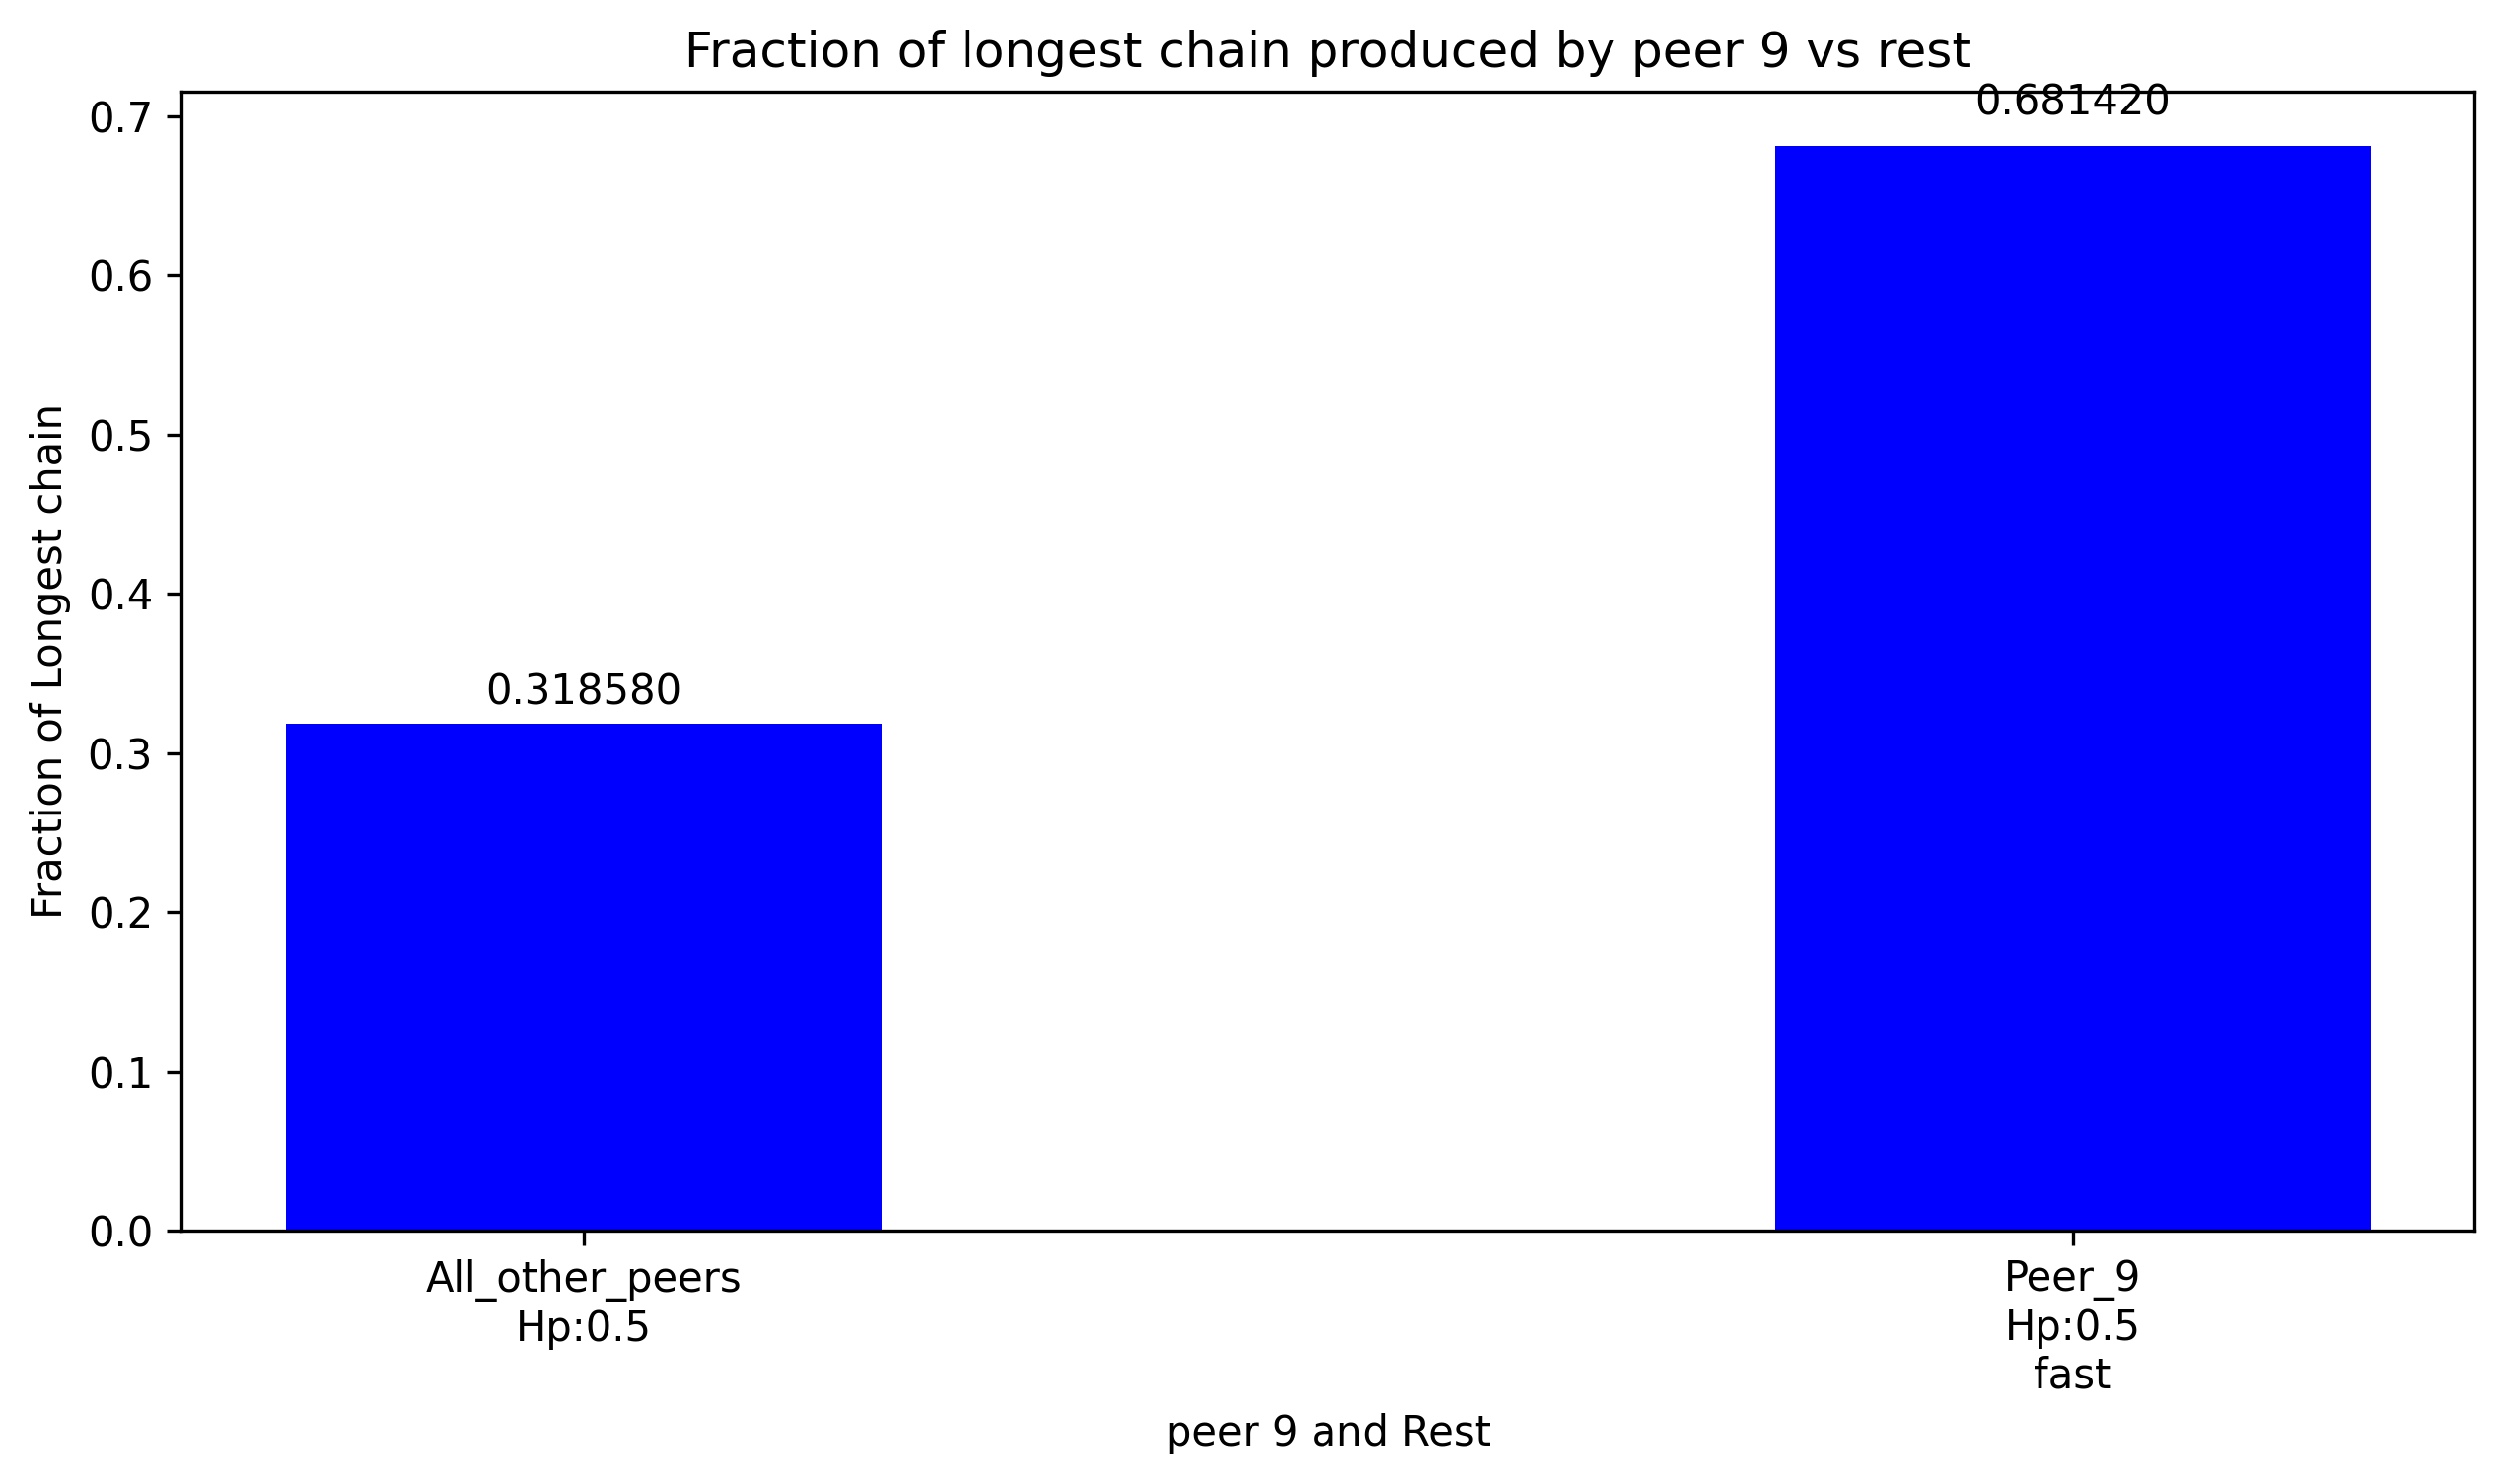 Fraction of longest chain produced by peer 9 vs rest
0.681420
0.7
0.6
0.5
0.4
0.3
0.2
0.1
0.0
Fraction of Longest chain
0.318580
All_other_peers
Hp:0.5
Peer_9
Hp:0.5
fast
peer 9 and Rest